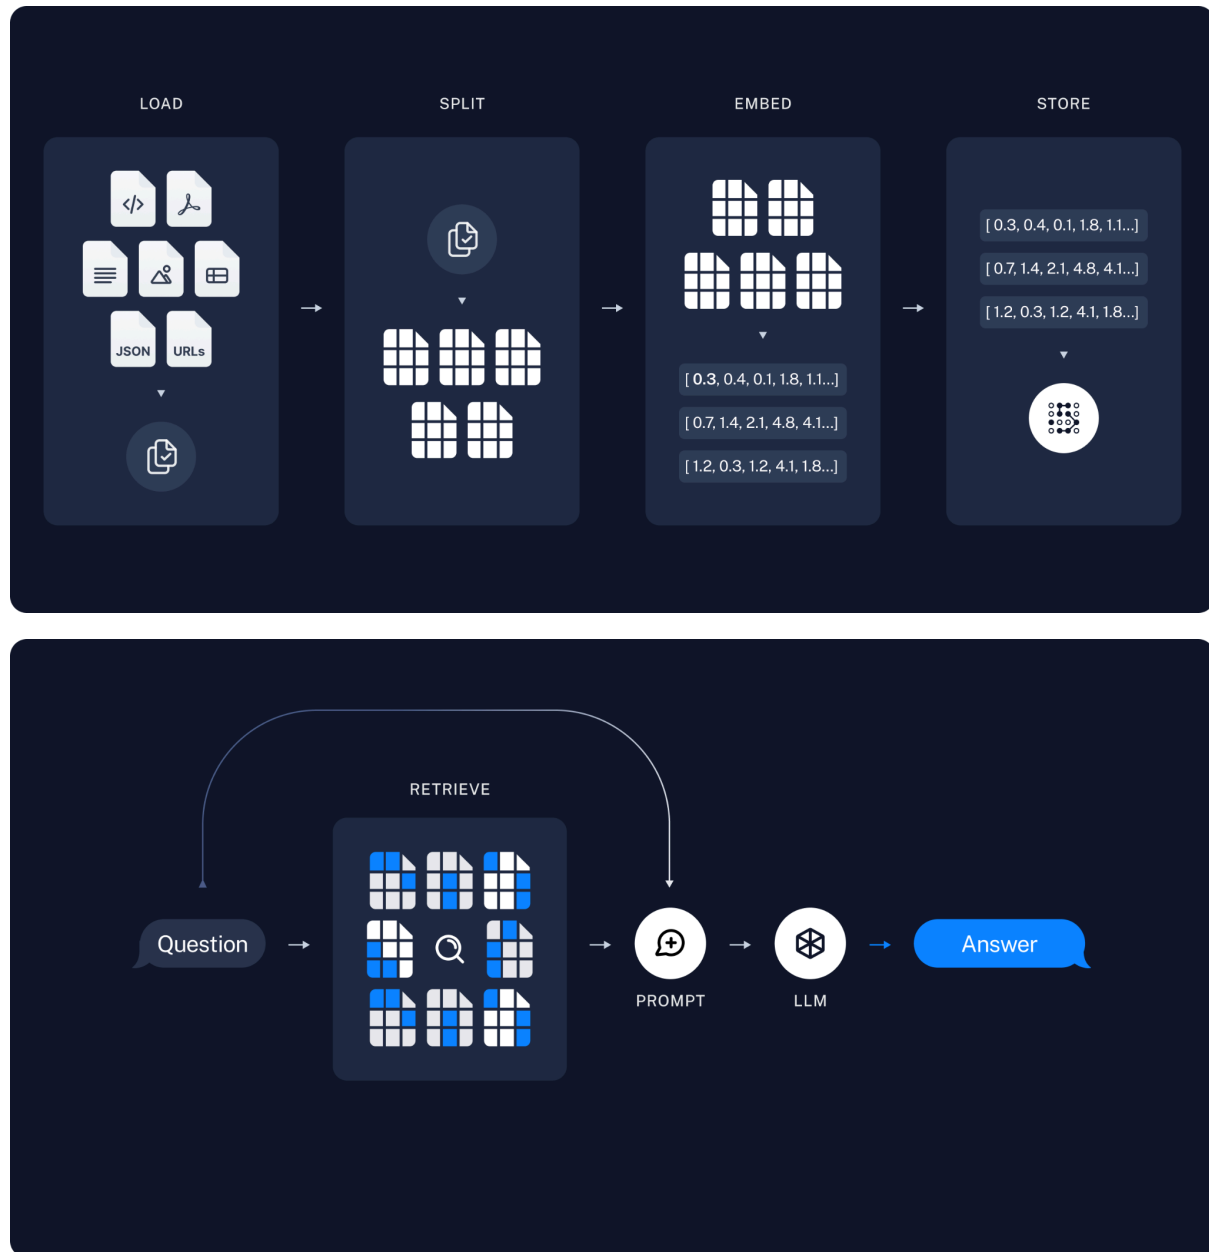 LOAD
SPLIT
EMBED
STORE
JSON
URLs
[ 0.3, 0.4, 0.1, 1.8, 1.1...]
[ 0.7, 1.4, 2.1, 4.8, 4.1...]
[ 1.2, 0.3, 1.2, 4.1, 1.8...]
[ 0.3, 0.4, 0.1, 1.8, 1.1...]
[ 0.7, 1.4, 2.1, 4.8, 4.1...]
[ 1.2, 0.3, 1.2, 4.1, 1.8...]
RETRIEVE
Question
PROMPT
LLM
Answer